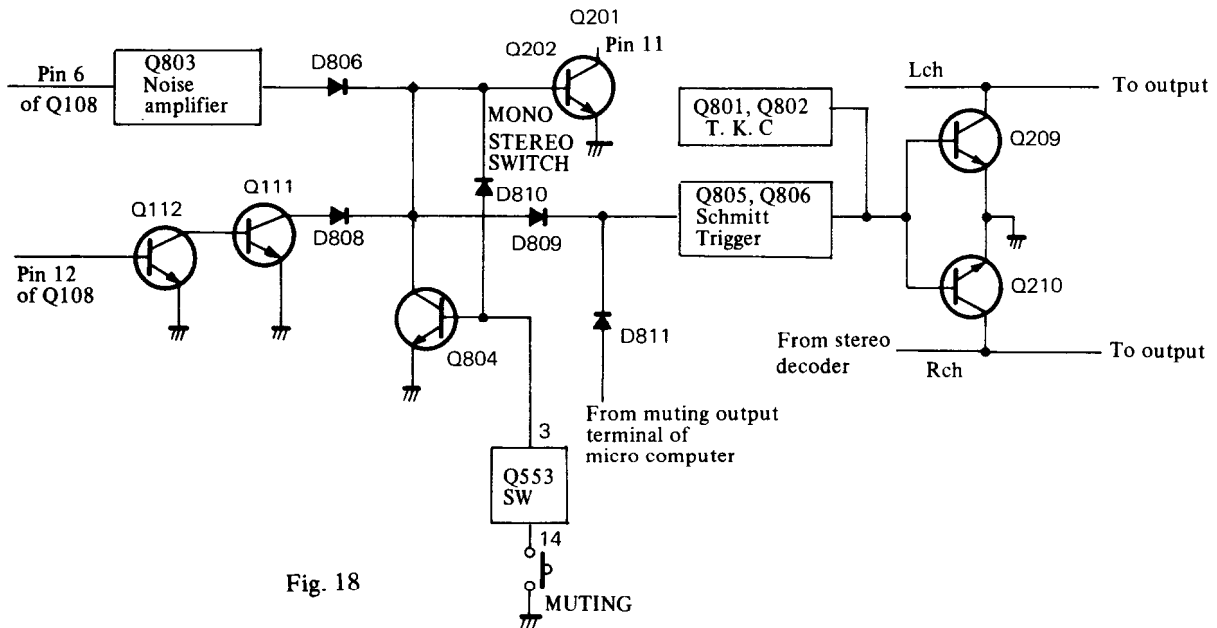 Q201
Pin 11
Q202
Pin 6
of Q108
Q803
Noise
amplifier
D806
MONO
STEREO
SWITCH
D810
Q801, Q802
T. K. C
Lch
To output
Q209
Q112
Q111
D808
D809
Q805, Q806
Schmitt
Trigger
Pin 12
of Q108
Q804
D811
Q210
From stereo
decoder
Rch
To output
From muting output
terminal of
micro computer
3
Q553
SW
14
MUTING
Fig. 18